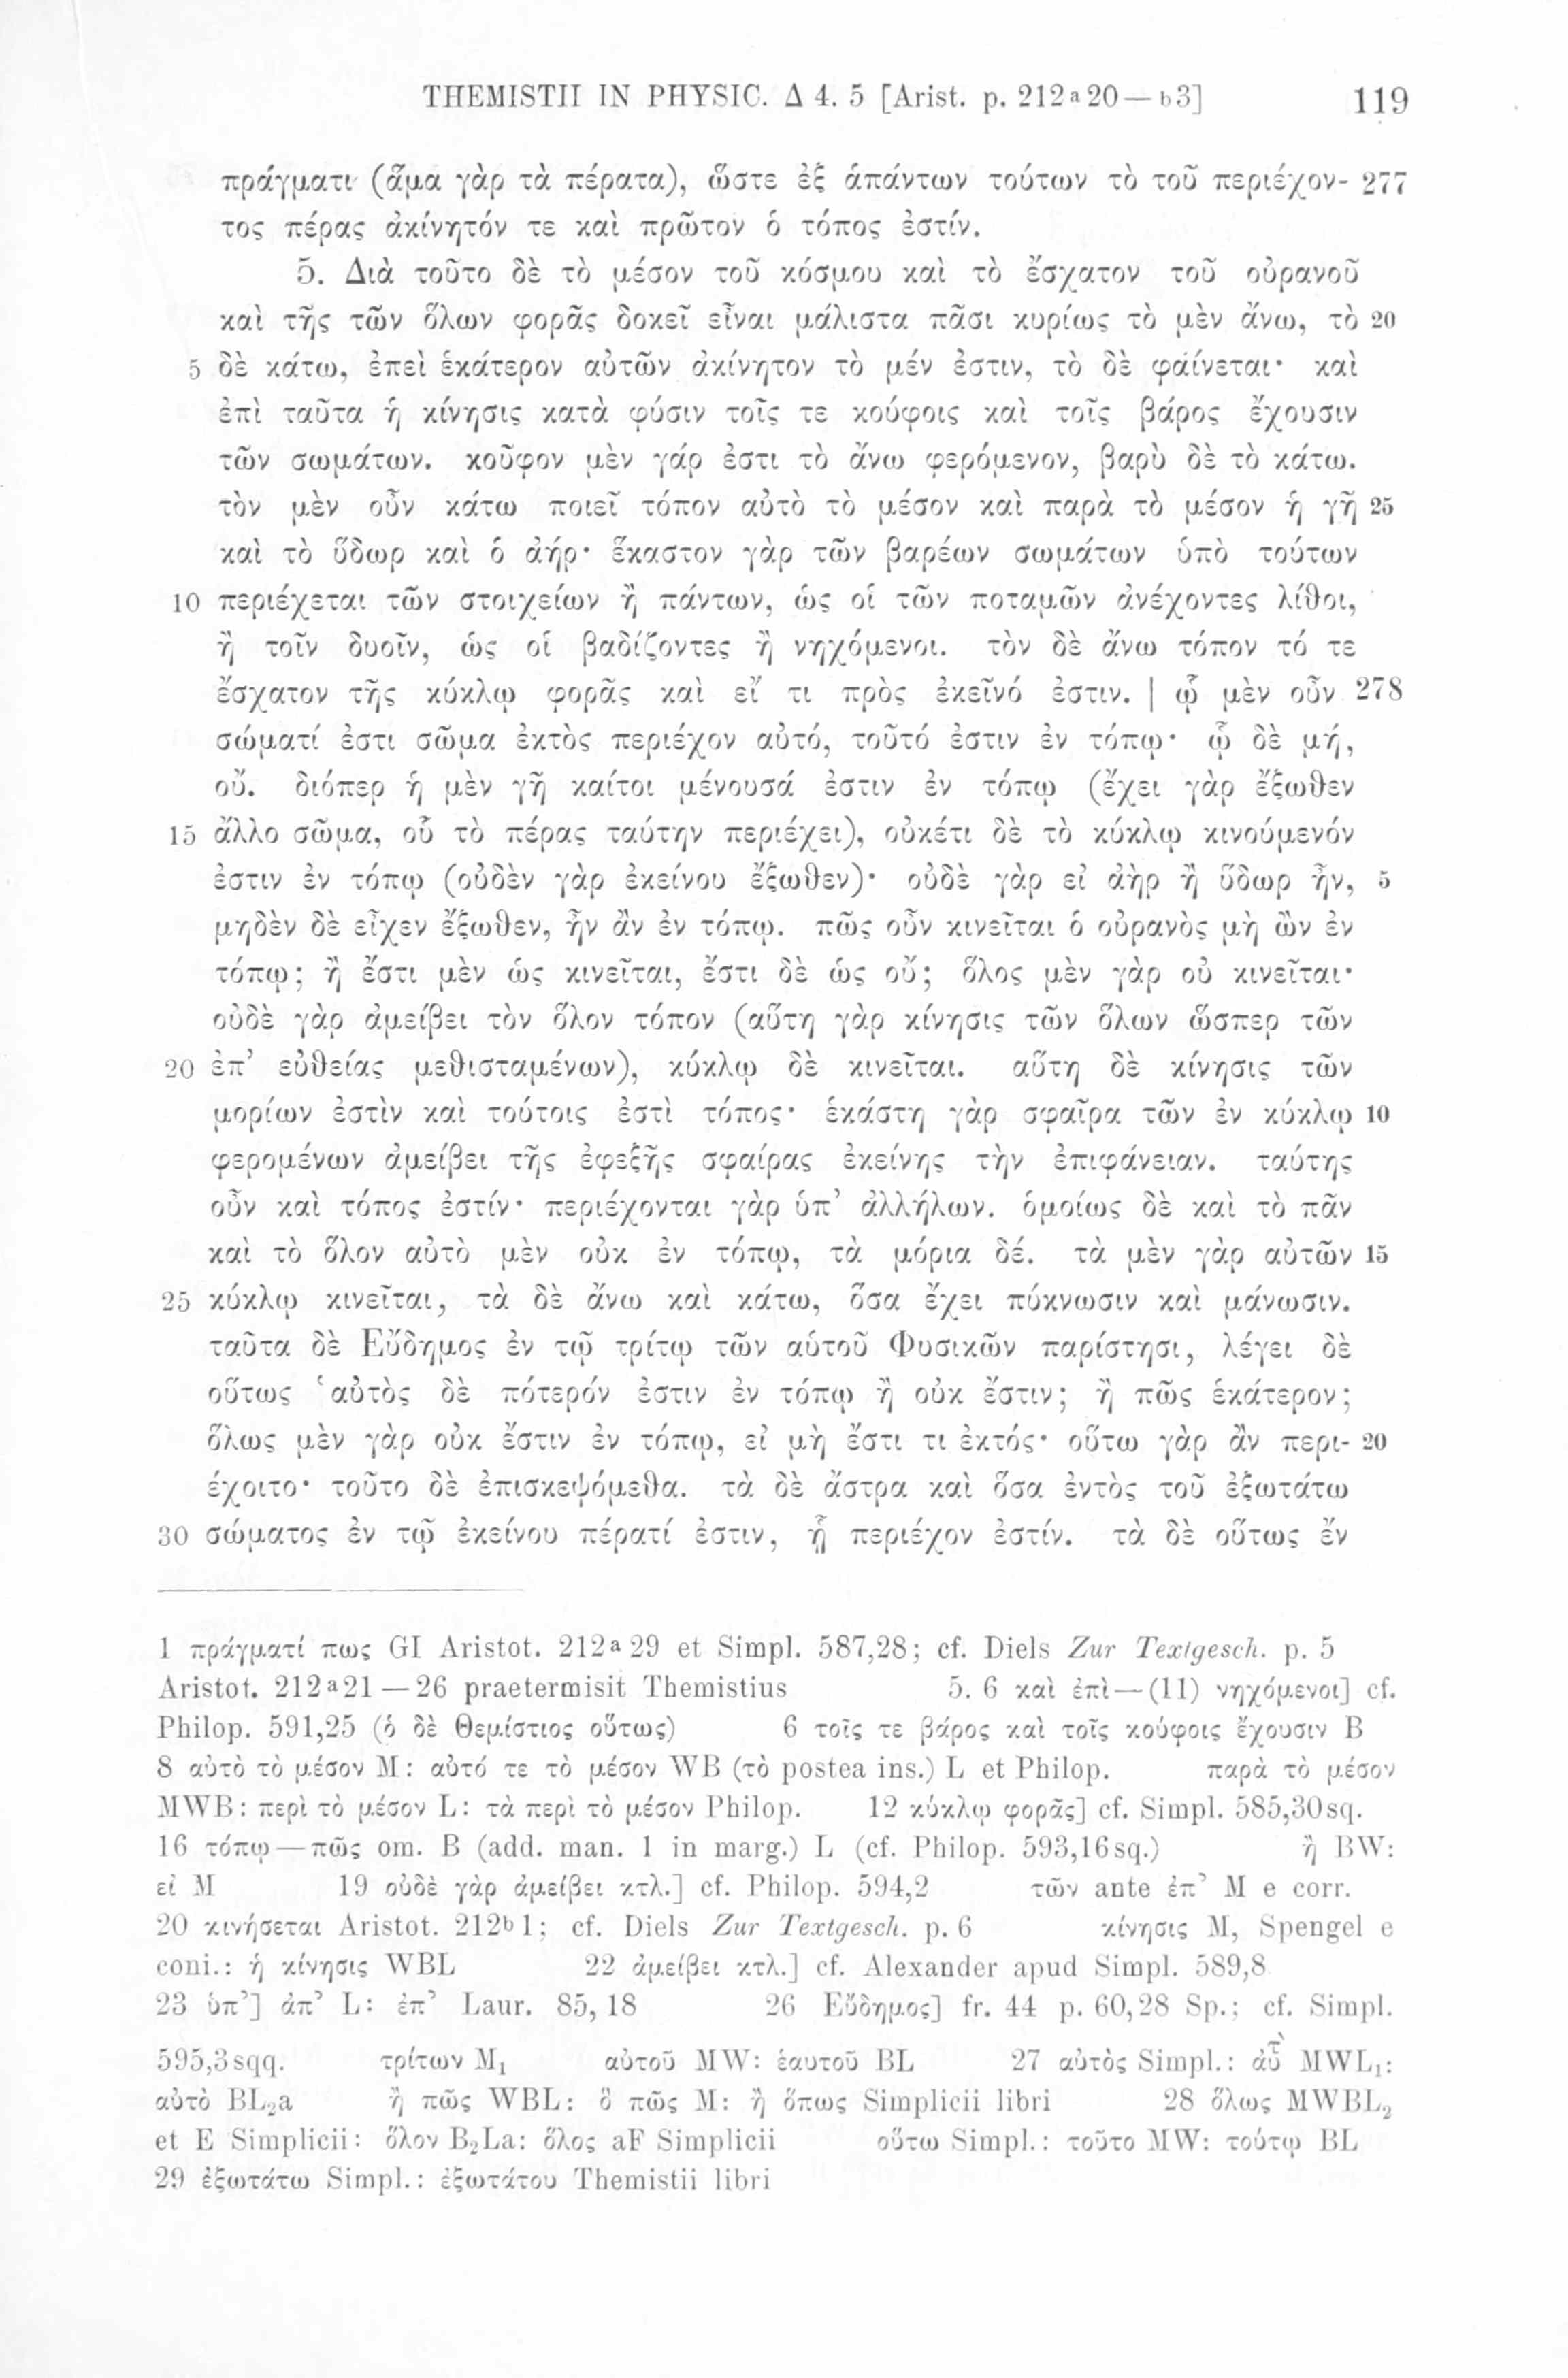 THEMISTII IN PHYSIC. Δ 4. 5 [Arist. p. 212ᵃ20—ᵇ3] 119
πράγματι (ἅμα γὰρ τὰ πέρατα), ὥστε ἐξ ἁπάντων τούτων τὸ τοῦ περιέχον- 277
τος πέρας ἀκίνητόν τε καὶ πρῶτον ὁ τόπος ἐστίν.
5. Διὰ τοῦτο δὲ τὸ μέσον τοῦ κόσμου καὶ τὸ ἔσχατον τοῦ οὐρανοῦ
καὶ τῆς τῶν ὅλων φορᾶς δοκεῖ εἶναι μάλιστα πᾶσι κυρίως τὸ μὲν ἄνω, τὸ 20
5 δὲ κάτω, ἐπεὶ ἑκάτερον αὐτῶν ἀκίνητον τὸ μέν ἐστιν, τὸ δὲ φαίνεται· καὶ
ἐπὶ ταῦτα ἡ κίνησις κατὰ φύσιν τοῖς τε κούφοις καὶ τοῖς βάρος ἔχουσιν
τῶν σωμάτων. κοῦφον μὲν γάρ ἐστι τὸ ἄνω φερόμενον, βαρὺ δὲ τὸ κάτω.
τὸν μὲν οὖν κάτω ποιεῖ τόπον αὐτὸ τὸ μέσον καὶ παρὰ τὸ μέσον ἡ γῆ 25
καὶ τὸ ὕδωρ καὶ ὁ ἀήρ· ἕκαστον γὰρ τῶν βαρέων σωμάτων ὑπὸ τούτων
10 περιέχεται τῶν στοιχείων ἢ πάντων, ὡς οἱ τῶν ποταμῶν ἀνέχοντες λίθοι,
ἢ τοῖν δυοῖν, ὡς οἱ βαδίζοντες ἢ νηχόμενοι. τὸν δὲ ἄνω τόπον τό τε
ἔσχατον τῆς κύκλῳ φορᾶς καὶ εἴ τι πρὸς ἐκεῖνό ἐστιν. | ᾧ μὲν οὖν 278
σώματί ἐστι σῶμα ἐκτὸς περιέχον αὐτό, τοῦτό ἐστιν ἐν τόπῳ· ᾧ δὲ μή,
οὔ. διόπερ ἡ μὲν γῆ καίτοι μένουσά ἐστιν ἐν τόπῳ (ἔχει γὰρ ἔξωθεν
15 ἄλλο σῶμα, οὗ τὸ πέρας ταύτην περιέχει), οὐκέτι δὲ τὸ κύκλῳ κινούμενόν
ἐστιν ἐν τόπῳ (οὐδὲν γὰρ ἐκείνου ἔξωθεν)· οὐδὲ γὰρ εἰ ἀὴρ ἢ ὕδωρ ἦν, 5
μηδὲν δὲ εἶχεν ἔξωθεν, ἦν ἂν ἐν τόπῳ. πῶς οὖν κινεῖται ὁ οὐρανὸς μὴ ὢν ἐν
τόπῳ; ἢ ἔστι μὲν ὡς κινεῖται, ἔστι δὲ ὡς οὔ; ὅλος μὲν γὰρ οὐ κινεῖται·
οὐδὲ γὰρ ἀμείβει τὸν ὅλον τόπον (αὕτη γὰρ κίνησις τῶν ὅλων ὥσπερ τῶν
20 ἐπ’ εὐθείας μεθισταμένων), κύκλῳ δὲ κινεῖται. αὕτη δὲ κίνησις τῶν
μορίων ἐστὶν καὶ τούτοις ἐστὶ τόπος· ἑκάστη γὰρ σφαῖρα τῶν ἐν κύκλῳ 10
φερομένων ἀμείβει τῆς ἐφεξῆς σφαίρας ἐκείνης τὴν ἐπιφάνειαν. ταύτης
οὖν καὶ τόπος ἐστίν· περιέχονται γὰρ ὑπ’ ἀλλήλων. ὁμοίως δὲ καὶ τὸ πᾶν
καὶ τὸ ὅλον αὐτὸ μὲν οὐκ ἐν τόπῳ, τὰ μόρια δέ. τὰ μὲν γὰρ αὐτῶν 15
25 κύκλῳ κινεῖται, τὰ δὲ ἄνω καὶ κάτω, ὅσα ἔχει πύκνωσιν καὶ μάνωσιν.
ταῦτα δὲ Εὔδημος ἐν τῷ τρίτῳ τῶν αὑτοῦ Φυσικῶν παρίστησι, λέγει δὲ
οὕτως ‘αὐτὸς δὲ πότερόν ἐστιν ἐν τόπῳ ἢ οὐκ ἔστιν; ἢ πῶς ἑκάτερον;
ὅλως μὲν γὰρ οὐκ ἔστιν ἐν τόπῳ, εἰ μὴ ἔστι τι ἐκτός· οὕτω γὰρ ἂν περι- 20
έχοιτο· τοῦτο δὲ ἐπισκεψόμεθα. τὰ δὲ ἄστρα καὶ ὅσα ἐντὸς τοῦ ἐξωτάτω
30 σώματος ἐν τῷ ἐκείνου πέρατί ἐστιν, ᾗ περιέχον ἐστίν. τὰ δὲ οὕτως ἔν
1 πράγματί πως GI Aristot. 212ᵃ29 et Simpl. 587,28; cf. Diels Zur Textgesch. p. 5
Aristot. 212ᵃ21—26 praetermisit Themistius 5. 6 καὶ ἐπὶ—(11) νηχόμενοι] cf.
Philop. 591,25 (ὁ δὲ Θεμίστιος οὕτως) 6 τοῖς τε βάρος καὶ τοῖς κούφοις ἔχουσιν B
8 αὐτὸ τὸ μέσον M: αὐτό τε τὸ μέσον WB (τὸ postea ins.) L et Philop. παρὰ τὸ μέσον
MWB: περὶ τὸ μέσον L: τὰ περὶ τὸ μέσον Philop. 12 κύκλῳ φορᾶς] cf. Simpl. 585,30sq.
16 τόπῳ—πῶς om. B (add. man. 1 in marg.) L (cf. Philop. 593,16sq.) ἢ BW:
εἰ M 19 οὐδὲ γὰρ ἀμείβει κτλ.] cf. Philop. 594,2 τῶν ante ἐπ’ M e corr.
20 κινήσεται Aristot. 212ᵇ1; cf. Diels Zur Textgesch. p. 6 κίνησις M, Spengel e
coni.: ἡ κίνησις WBL 22 ἀμείβει κτλ.] cf. Alexander apud Simpl. 589,8
23 ὑπ’] ἀπ’ L: ἐπ’ Laur. 85, 18 26 Εὔδημος] fr. 44 p. 60,28 Sp.; cf. Simpl.
595,3sqq. τρίτων M₁ αὑτοῦ MW: ἑαυτοῦ BL 27 αὐτὸς Simpl.: αὐτ̀ MWL₁:
αὐτὸ BL₂a ἢ πῶς WBL: ὃ πῶς M: ἢ ὅπως Simplicii libri 28 ὅλως MWBL₂
et E Simplicii: ὅλον B₂La: ὅλος aF Simplicii οὕτω Simpl.: τοῦτο MW: τούτῳ BL
29 ἐξωτάτω Simpl.: ἐξωτάτου Themistii libri